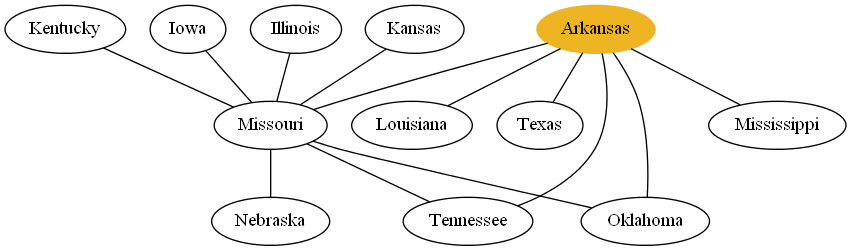 Kentucky
Iowa
Illinois
Kansas
Arkansas
Missouri
Louisiana
Texas
Mississippi
Nebraska
Tennessee
Oklahoma